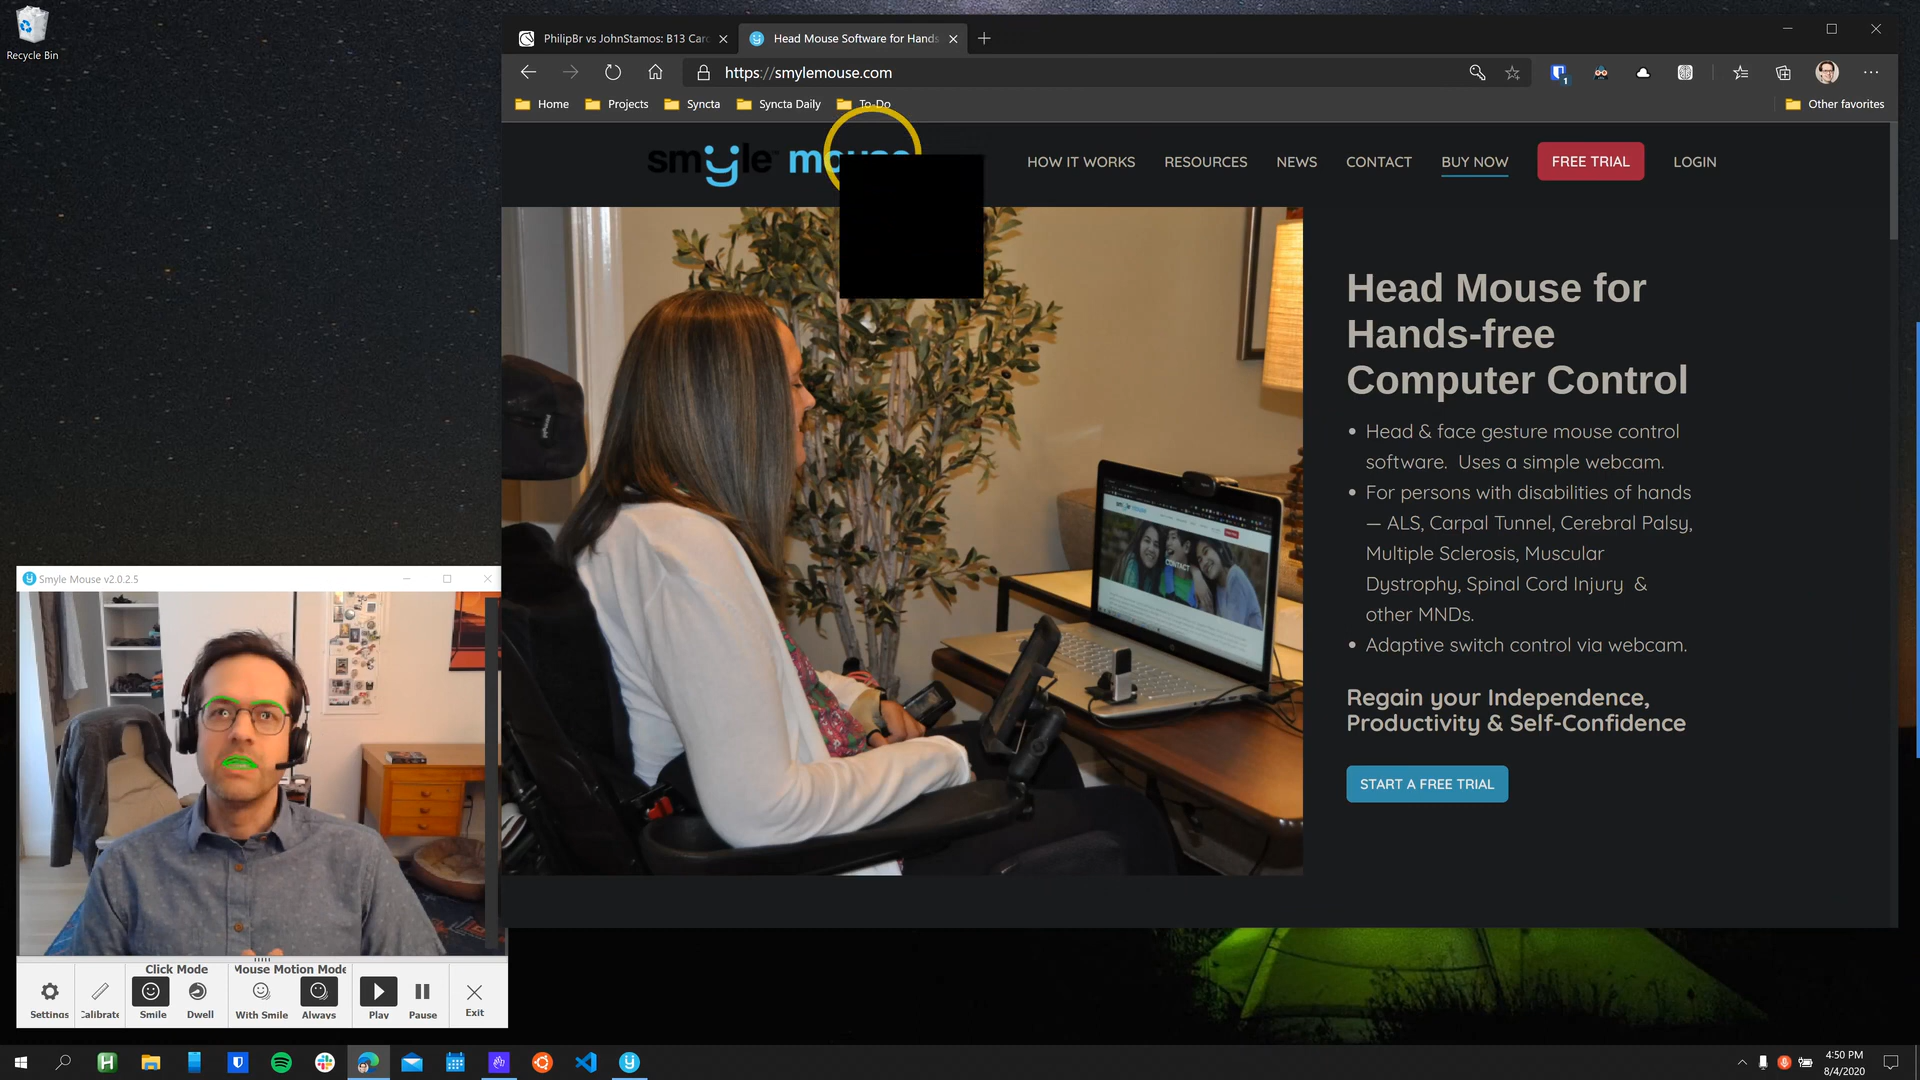 Recycle Bin
PhilipBr vs JohnStamos: B13 Caro
Head Mouse Software for Hands
https://smylemouse.com
1
Home
Projects
Syncta
Syncta Daily
To-Do
Other favorites
smyle
HOW IT WORKS
RESOURCES
NEWS
CONTACT
BUY NOW
FREE TRIAL
LOGIN
Head Mouse for
Hands-free
Computer Control
• Head & face gesture mouse control
software. Uses a simple webcam.
• For persons with disabilities of hands
— ALS, Carpal Tunnel, Cerebral Palsy,
Multiple Sclerosis, Muscular
Dystrophy, Spinal Cord Injury &
other MNDs.
• Adaptive switch control via webcam.
Regain your Independence,
Productivity & Self-Confidence
START A FREE TRIAL
CONTACT
Smyle Mouse v2.0.2.5
Click Mode
Mouse Motion Mode
Settings
Calibrate
Smile
Dwell
With Smile
Always
Play
Pause
Exit
4:50 PM
8/4/2020